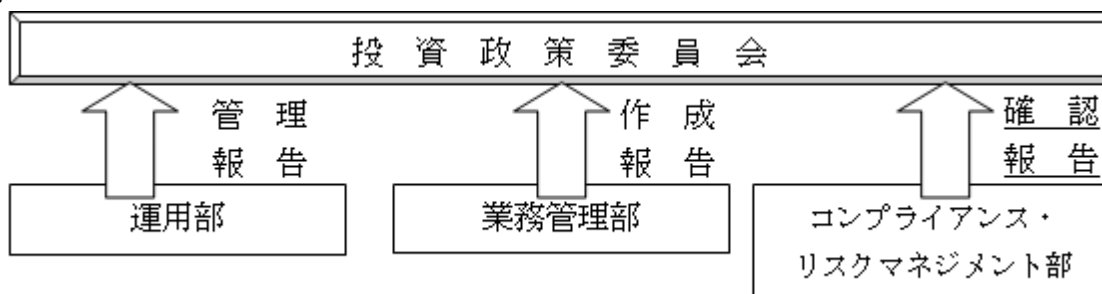 投資政策委員会
管理 作成 確認
報告 報告 報告
運用部 業務管理部 コンプライアンス・
リスクマネジメント部